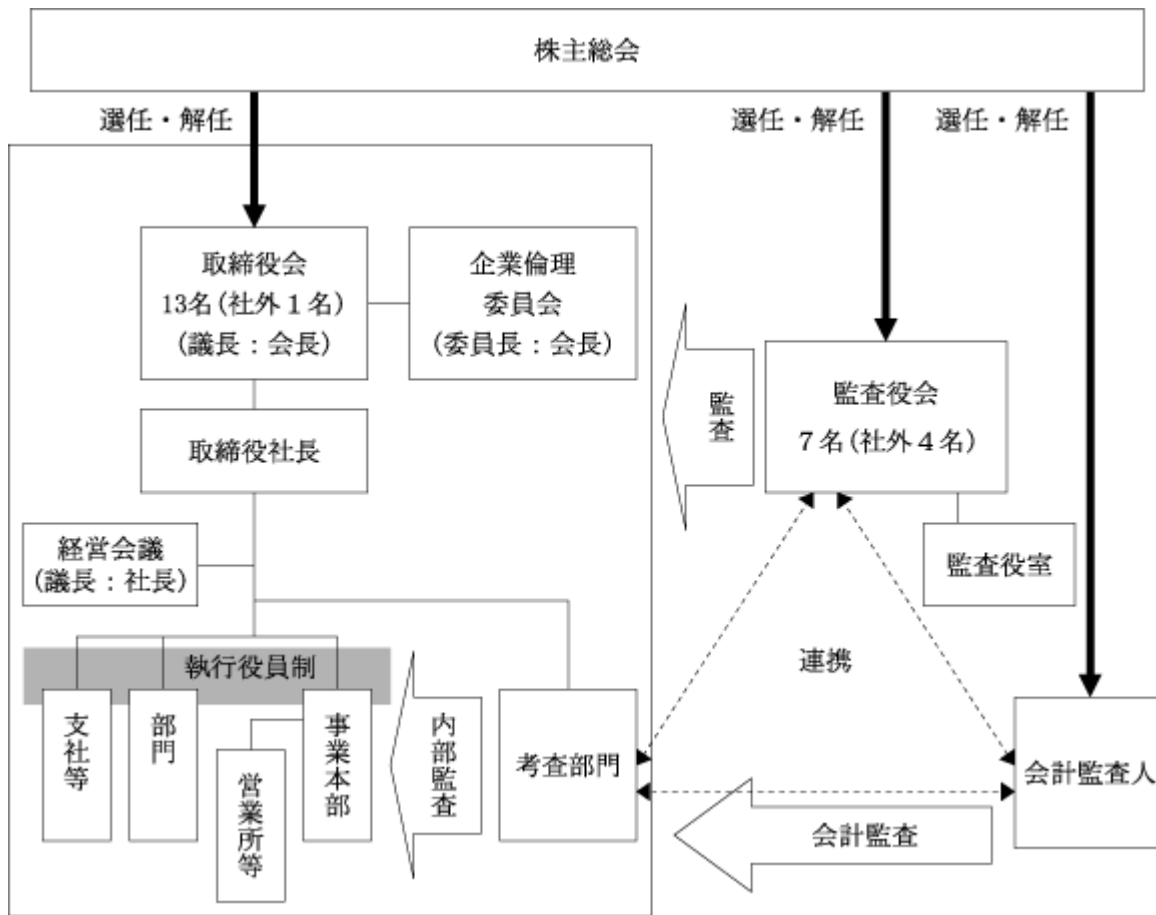 株主総会
選任・解任
選任・解任
選任・解任
取締役会
13名(社外１名)
(議長：会長)
企業倫理
委員会
(委員長：会長)
監査
監査役会
７名(社外４名)
取締役社長
経営会議
(議長：社長)
監査役室
執行役員制
連携
支社等
部門
営業所等
事業本部
内部監査
考査部門
会計監査人
会計監査